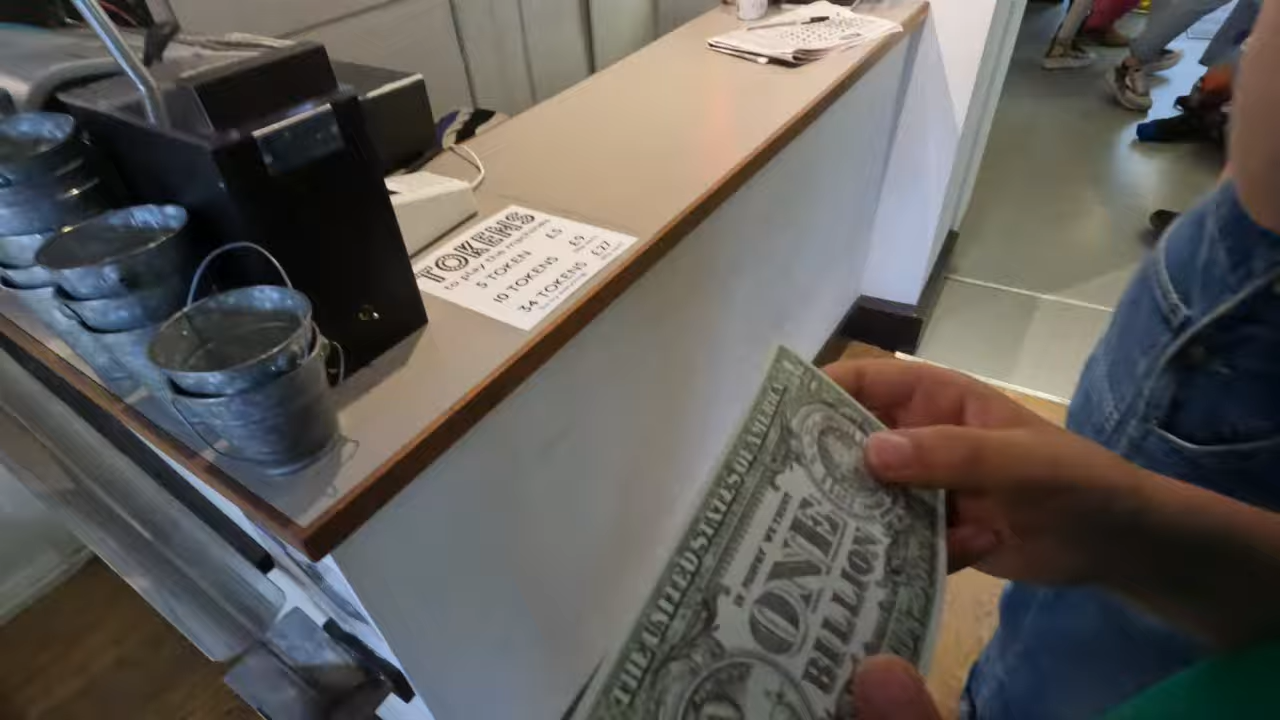 TOKENS
to play the machines
5 TOKEN £5
10 TOKENS £9
34 TOKENS £27
THE UNITED STATES OF AMERICA
ONE
BILLION